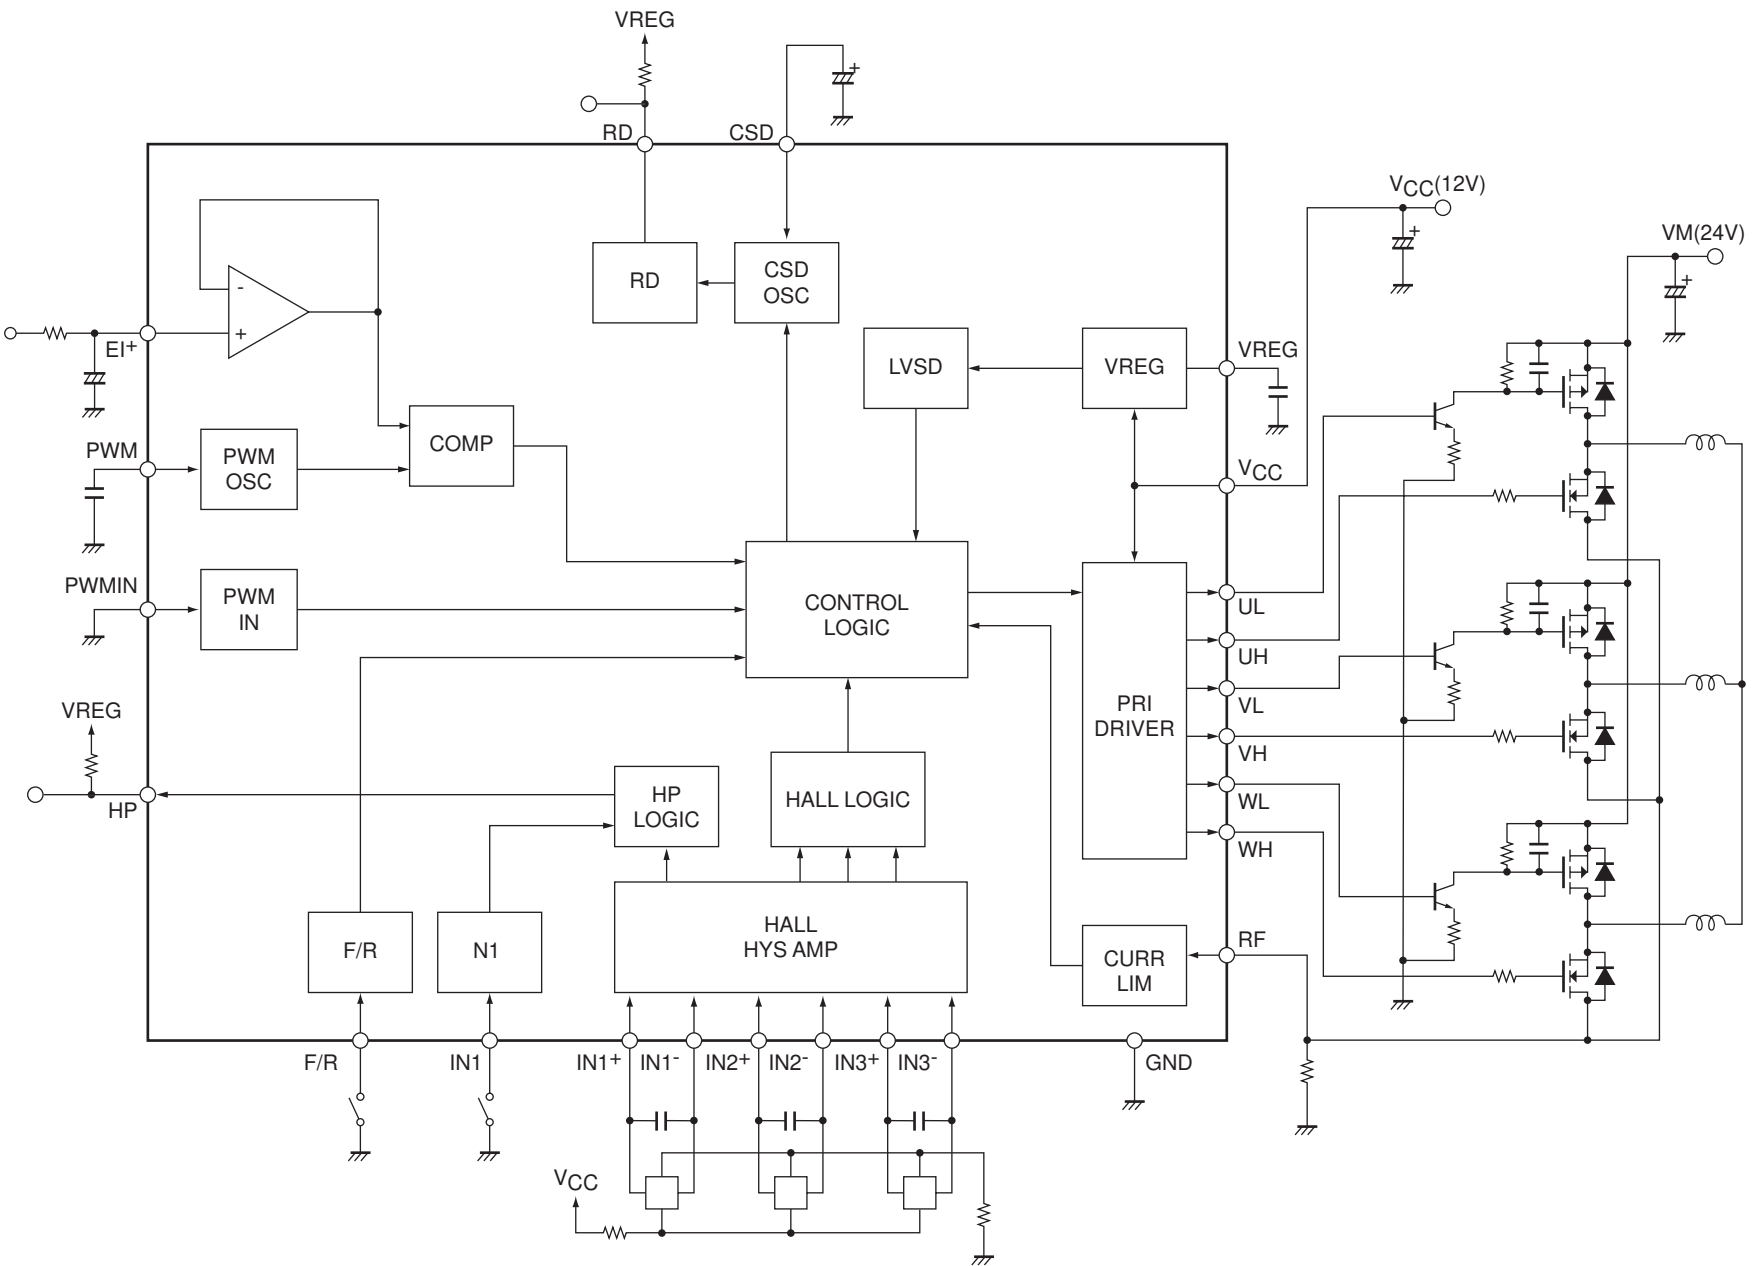 VREG
+
RD
CSD
VCC(12V)
+
VM(24V)
+
RD
CSD
OSC
-
+
EI+
LVSD
VREG
VREG
COMP
PWM
PWM
OSC
VCC
PWMIN
PWM
IN
CONTROL
LOGIC
UL
UH
VREG
PRI
DRIVER
VL
VH
HP
HP
LOGIC
HALL LOGIC
WL
WH
F/R
N1
HALL
HYS AMP
CURR
LIM
RF
F/R
IN1
IN1+
IN1-
IN2+
IN2-
IN3+
IN3-
GND
VCC